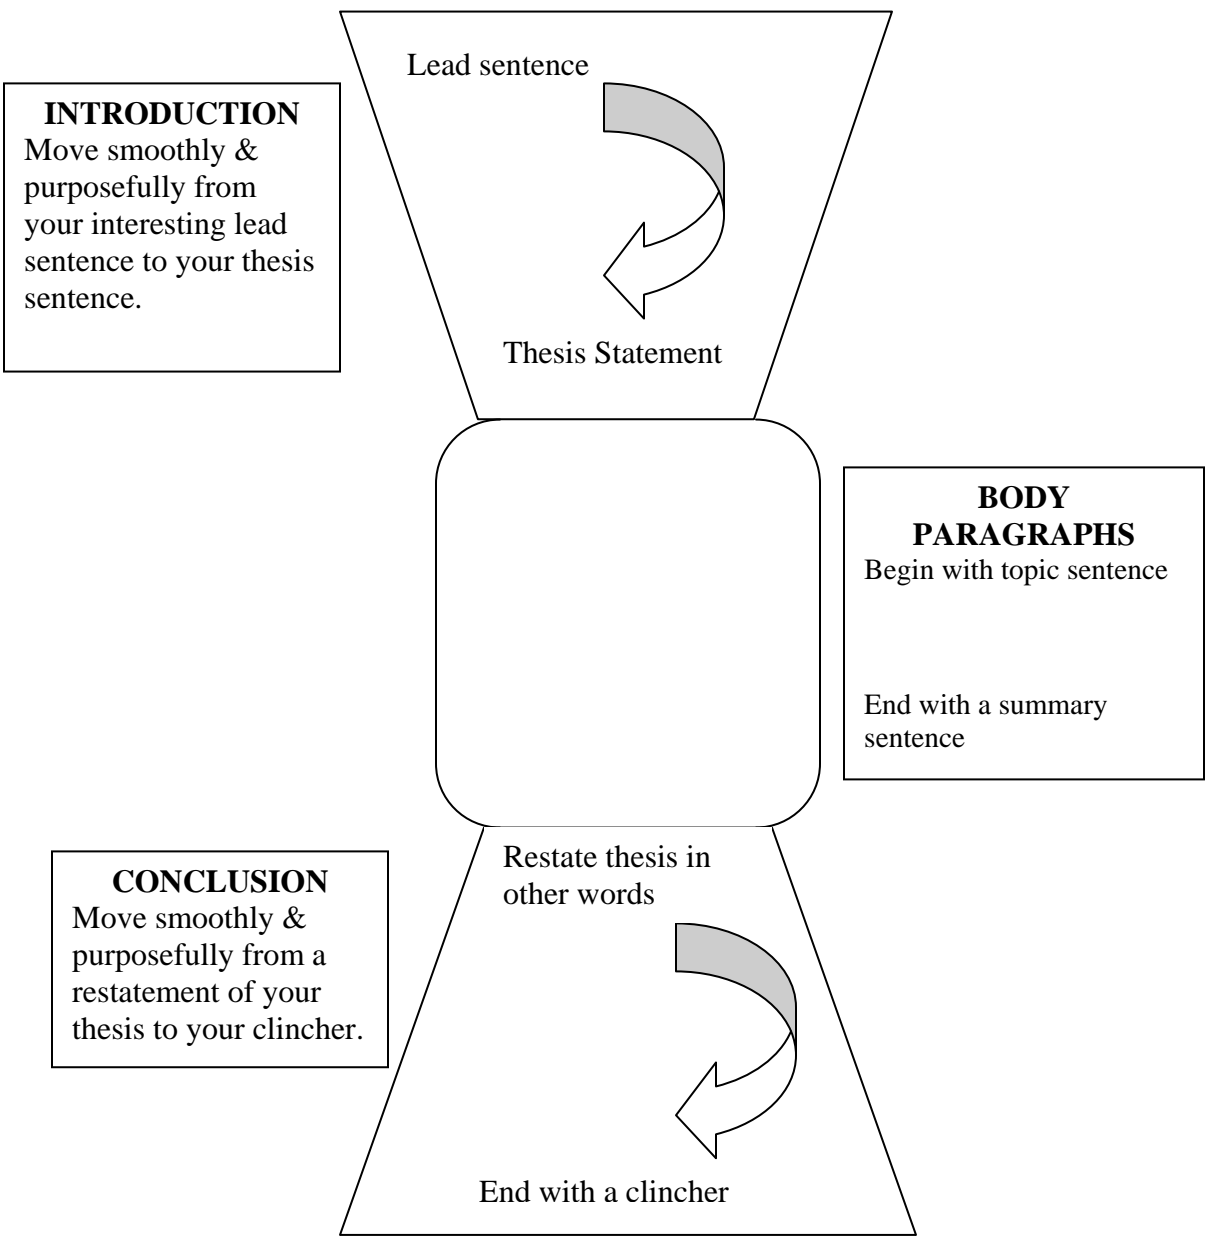 Lead sentence
INTRODUCTION
Move smoothly &
purposefully from
your interesting lead
sentence to your thesis
sentence.
Thesis Statement
BODY
PARAGRAPHS
Begin with topic sentence
End with a summary
sentence
Restate thesis in
other words
CONCLUSION
Move smoothly &
purposefully from a
restatement of your
thesis to your clincher.
End with a clincher